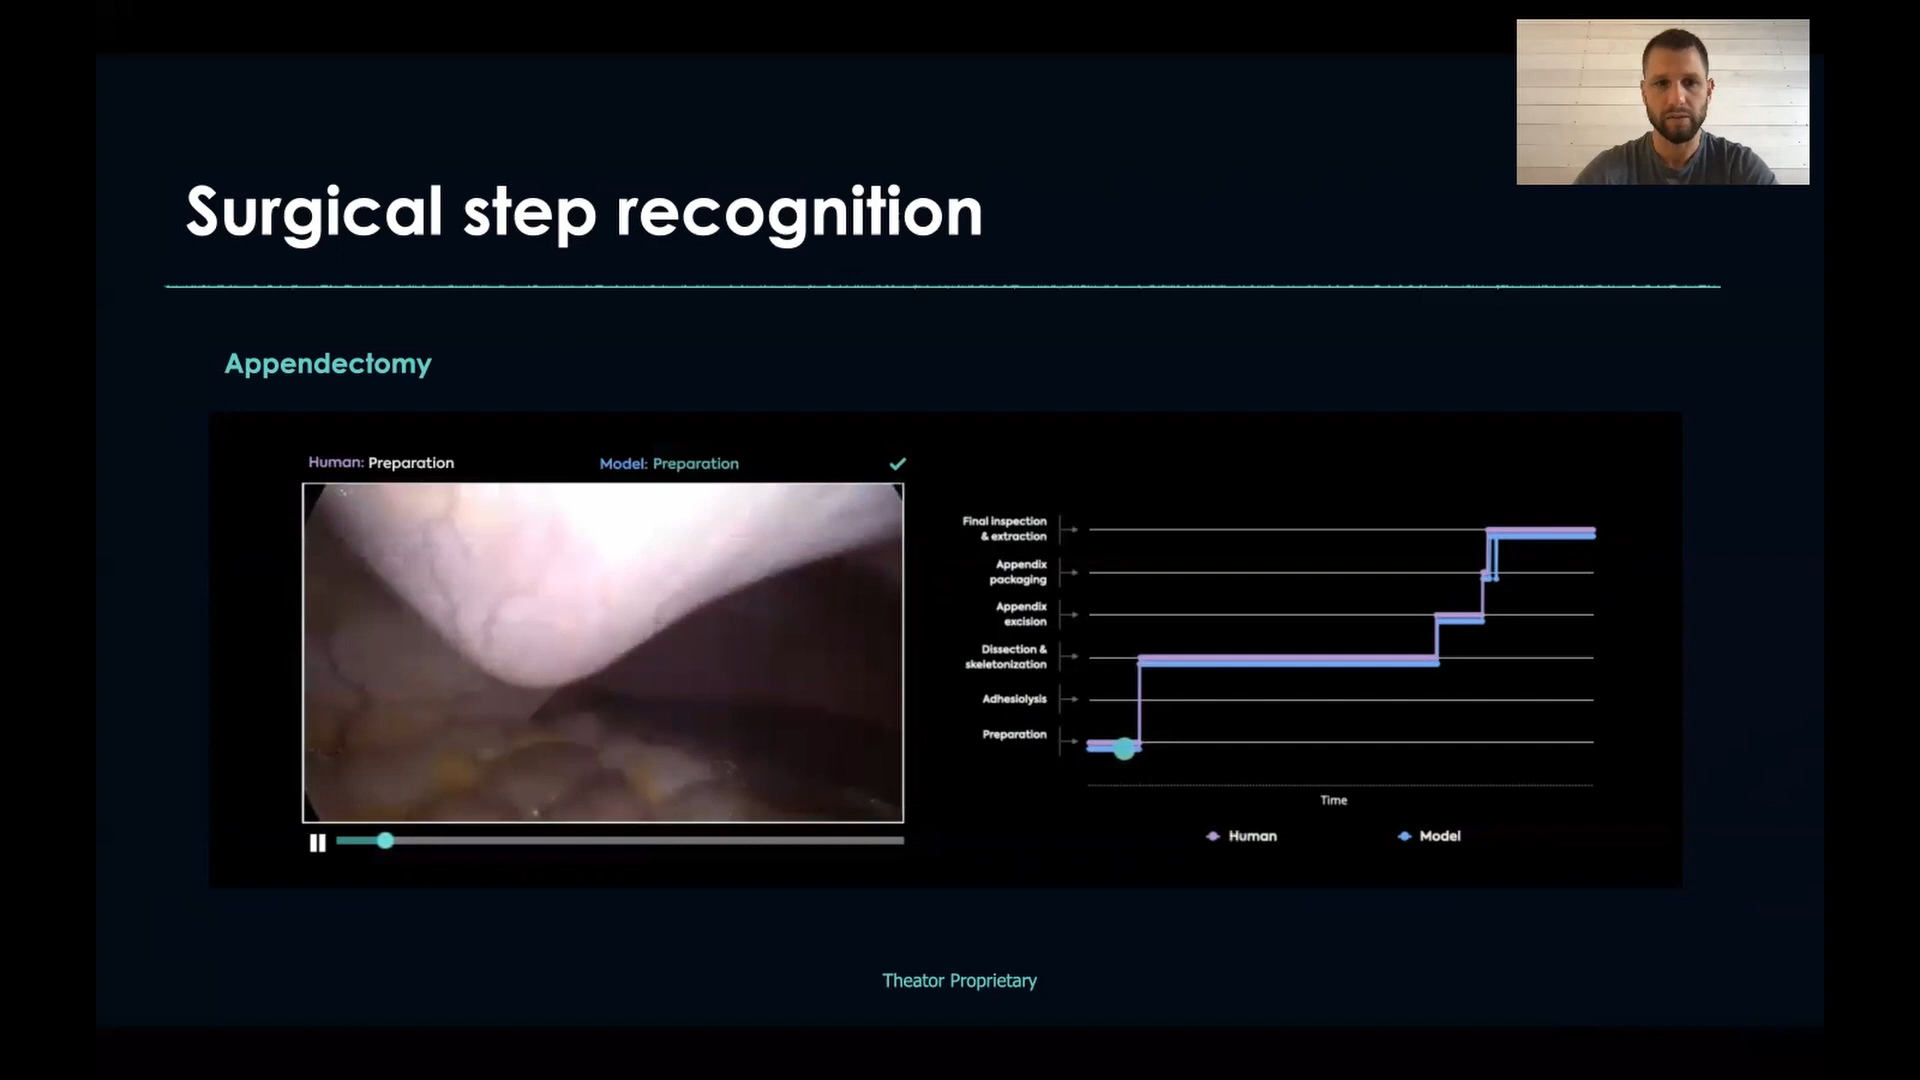 Surgical step recognition
Appendectomy
Human: Preparation
Model: Preparation
Final inspection
& extraction
Appendix
packaging
Appendix
excision
Dissection &
skeletonization
Adhesiolysis
Preparation
Time
Human
Model
Theator Proprietary